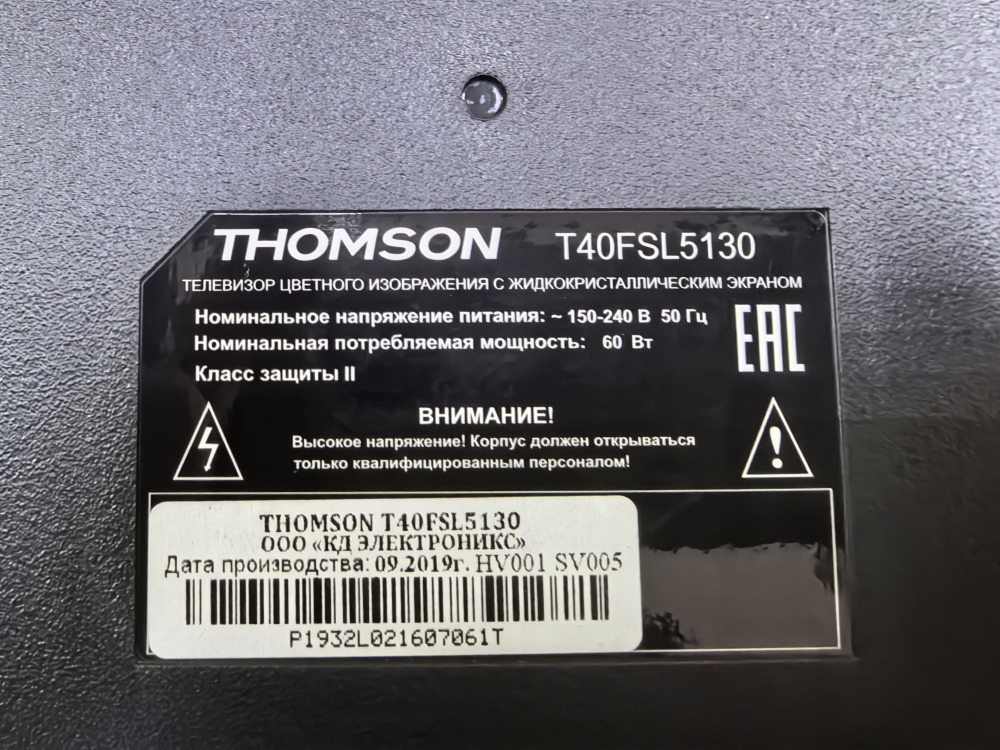 THOMSON T40FSL5130
ТЕЛЕВИЗОР ЦВЕТНОГО ИЗОБРАЖЕНИЯ С ЖИДКОКРИСТАЛЛИЧЕСКИМ ЭКРАНОМ
Номинальное напряжение питания: ~ 150-240 В 50 Гц
Номинальная потребляемая мощность: 60 Вт
EAC
Класс защиты II
ВНИМАНИЕ!
Высокое напряжение! Корпус должен открываться
только квалифицированным персоналом!
THOMSON T40FSL5130
ООО «КД ЭЛЕКТРОНИКС»
Дата производства: 09.2019г. HV001 SV005
P1932L021607061T